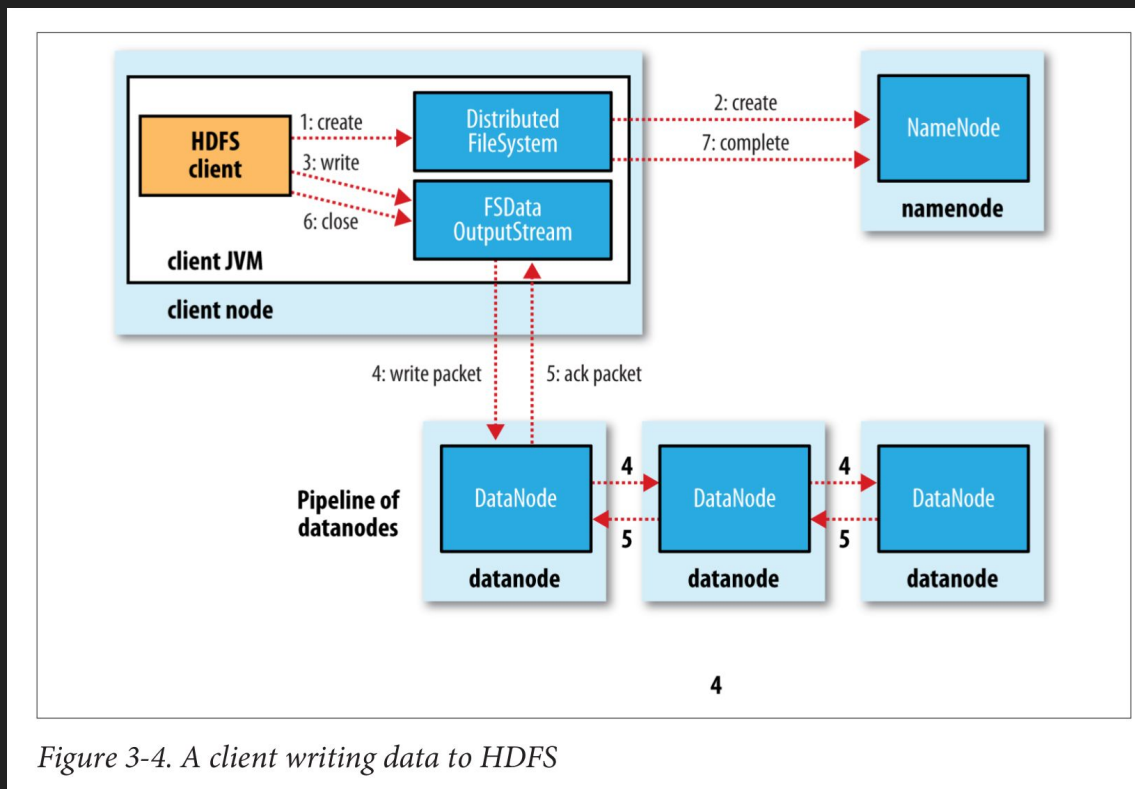 1: create
HDFS
client
3: write
6: close
Distributed
FileSystem
FSData
OutputStream
client JVM
client node
2: create
7: complete
NameNode
namenode
4: write packet
5: ack packet
Pipeline of
datanodes
DataNode
datanode
4
5
DataNode
datanode
4
5
DataNode
datanode
4
Figure 3-4. A client writing data to HDFS